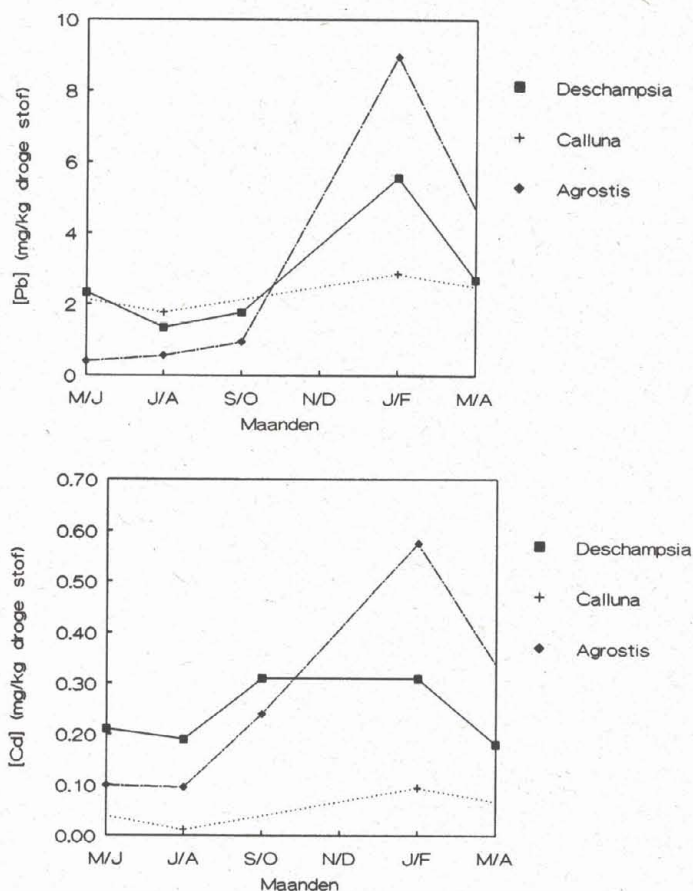 10
8
6
4
2
0
[Pb] (mg/kg droge stof)
M/J J/A S/O N/D J/F M/A
Maanden
Deschampsia
Calluna
Agrostis
0.70
0.60
0.50
0.40
0.30
0.20
0.10
0.00
[Cd] (mg/kg droge stof)
M/J J/A S/O N/D J/F M/A
Maanden
Deschampsia
Calluna
Agrostis